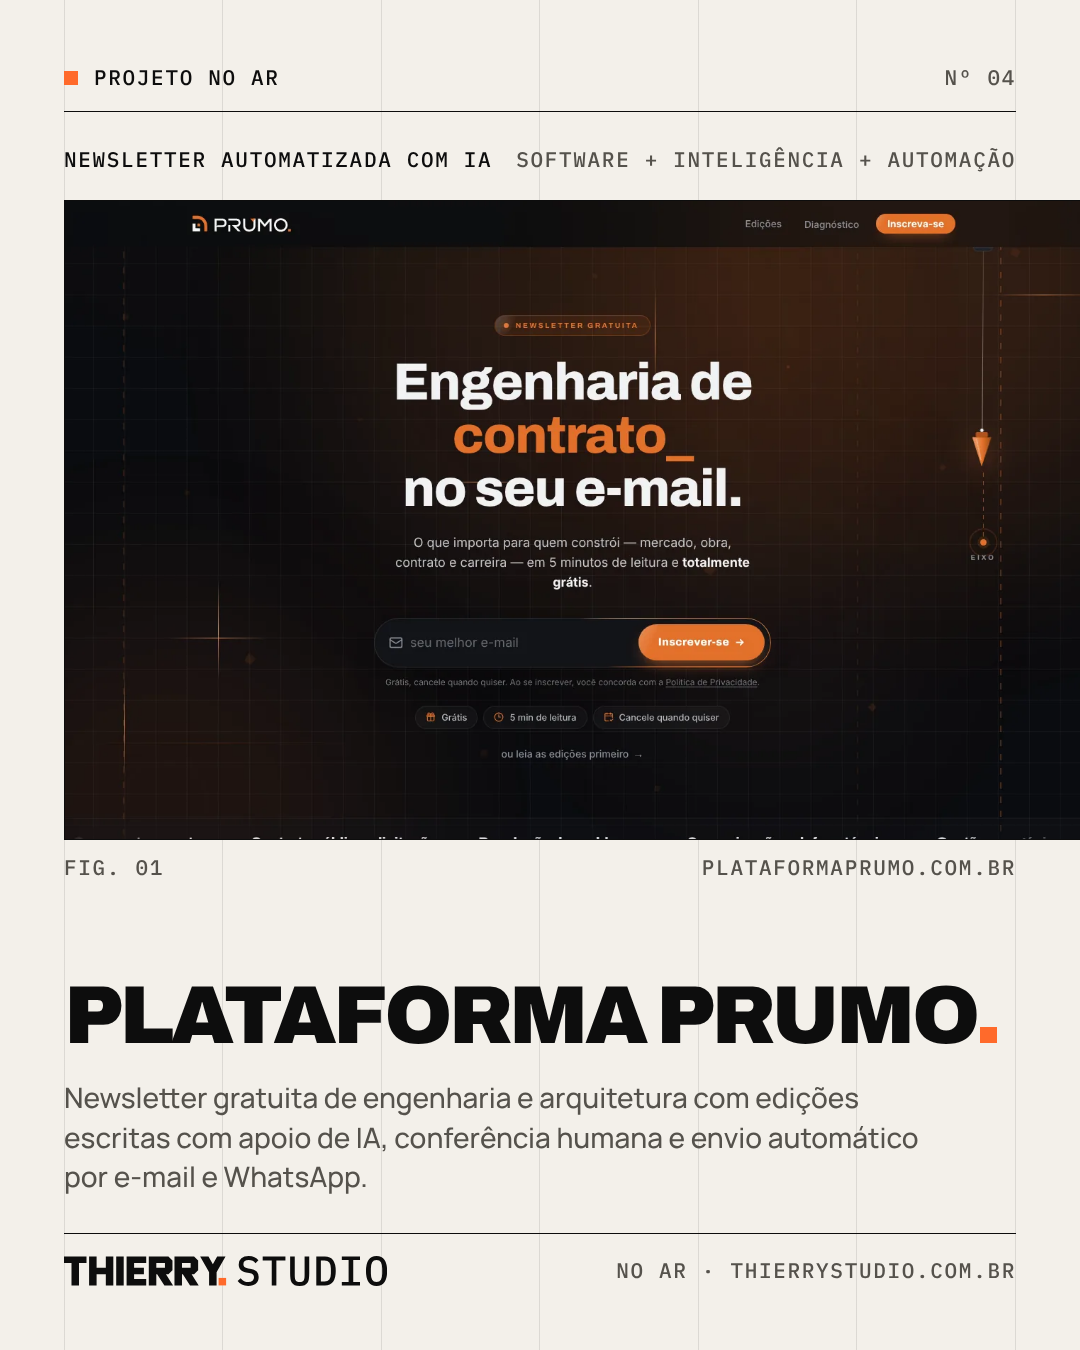 PROJETO NO AR
Nº 04
NEWSLETTER AUTOMATIZADA COM IA
SOFTWARE + INTELIGÊNCIA + AUTOMAÇÃO
PRUMO.
Edições
Diagnóstico
Inscreva-se
NEWSLETTER GRATUITA
Engenharia de
contrato_
no seu e-mail.
O que importa para quem constrói — mercado, obra,
contrato e carreira — em 5 minutos de leitura e totalmente
grátis.
seu melhor e-mail
Inscrever-se →
Grátis, cancele quando quiser. Ao se inscrever, você concorda com a Política de Privacidade.
Grátis
5 min de leitura
Cancele quando quiser
ou leia as edições primeiro →
EIXO
FIG. 01
PLATAFORMAPRUMO.COM.BR
PLATAFORMA PRUMO.
Newsletter gratuita de engenharia e arquitetura com edições
escritas com apoio de IA, conferência humana e envio automático
por e-mail e WhatsApp.
THIERRY. STUDIO
NO AR · THIERRYSTUDIO.COM.BR